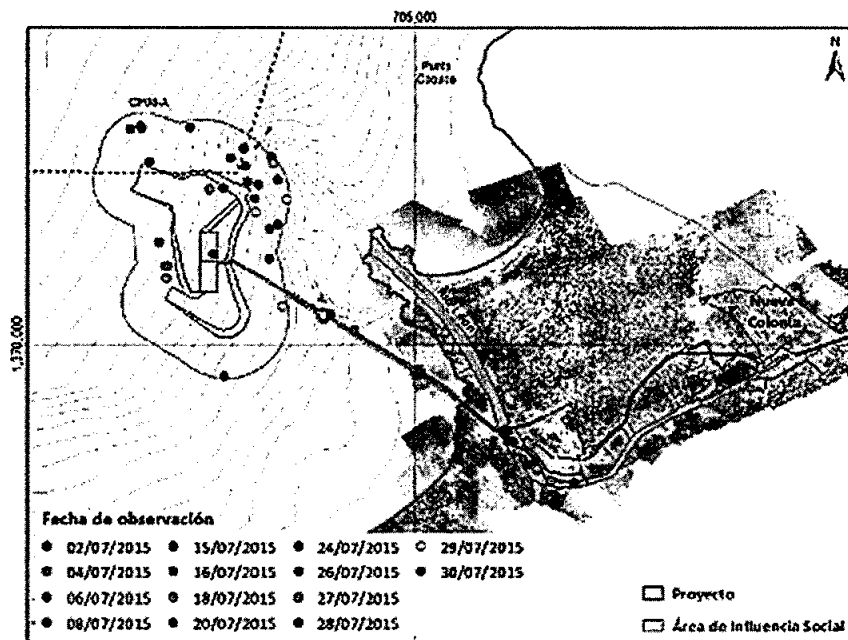 705,000
N
Punta
CP03-A
Nueva
Colonia
1,370,000
Fecha de observación
02/07/2015 15/07/2015 24/07/2015 29/07/2015
04/07/2015 16/07/2015 26/07/2015 30/07/2015
06/07/2015 18/07/2015 27/07/2015
08/07/2015 20/07/2015 28/07/2015
Proyecto
Área de Influencia Social